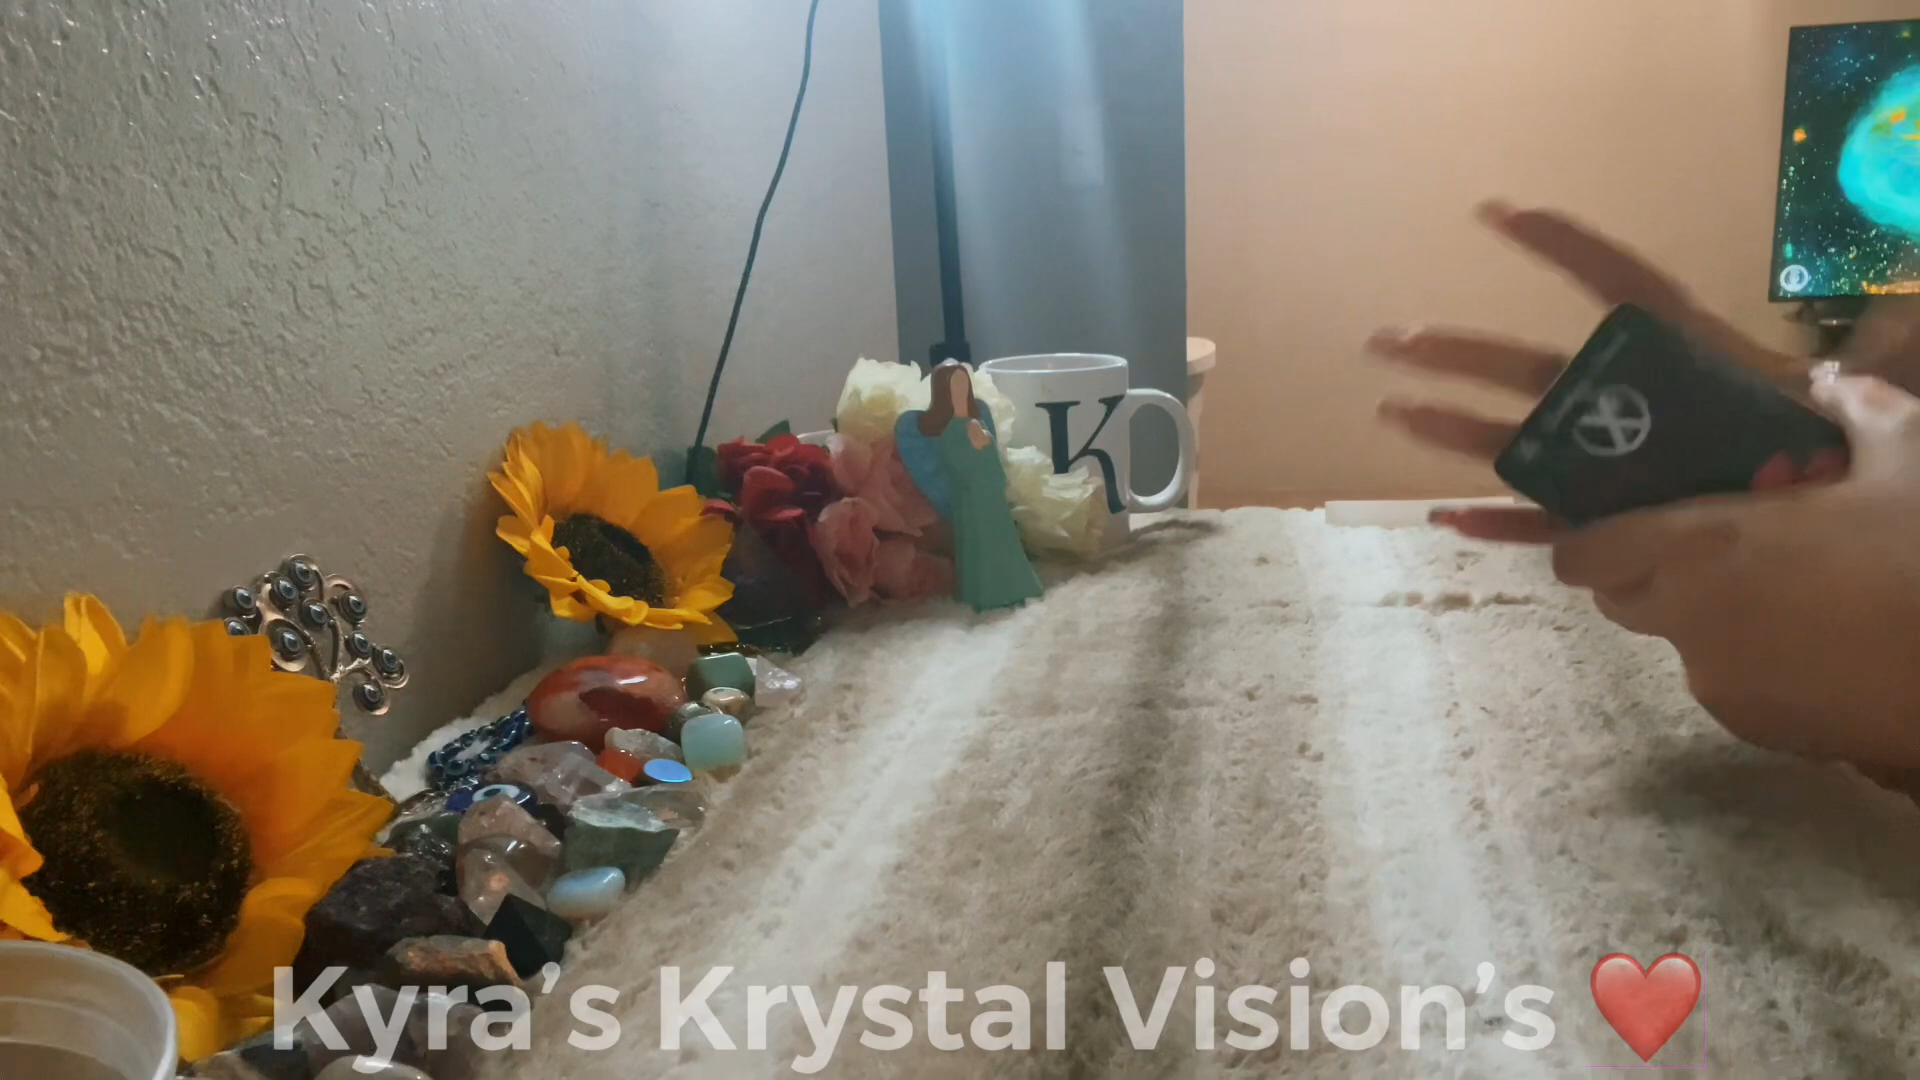 K
Kyra’s Krystal Vision’s ❤️